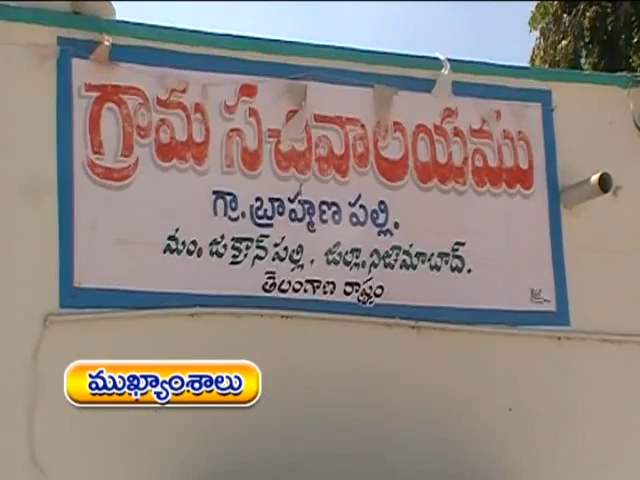 గ్రామ సచివాలయము
గ్రా. బ్రాహ్మణ పల్లి.
మం. జక్రాన్ పల్లి. జిల్లా. నిజామాబాద్.
తెలంగాణ రాష్ట్రం
ముఖ్యాంశాలు